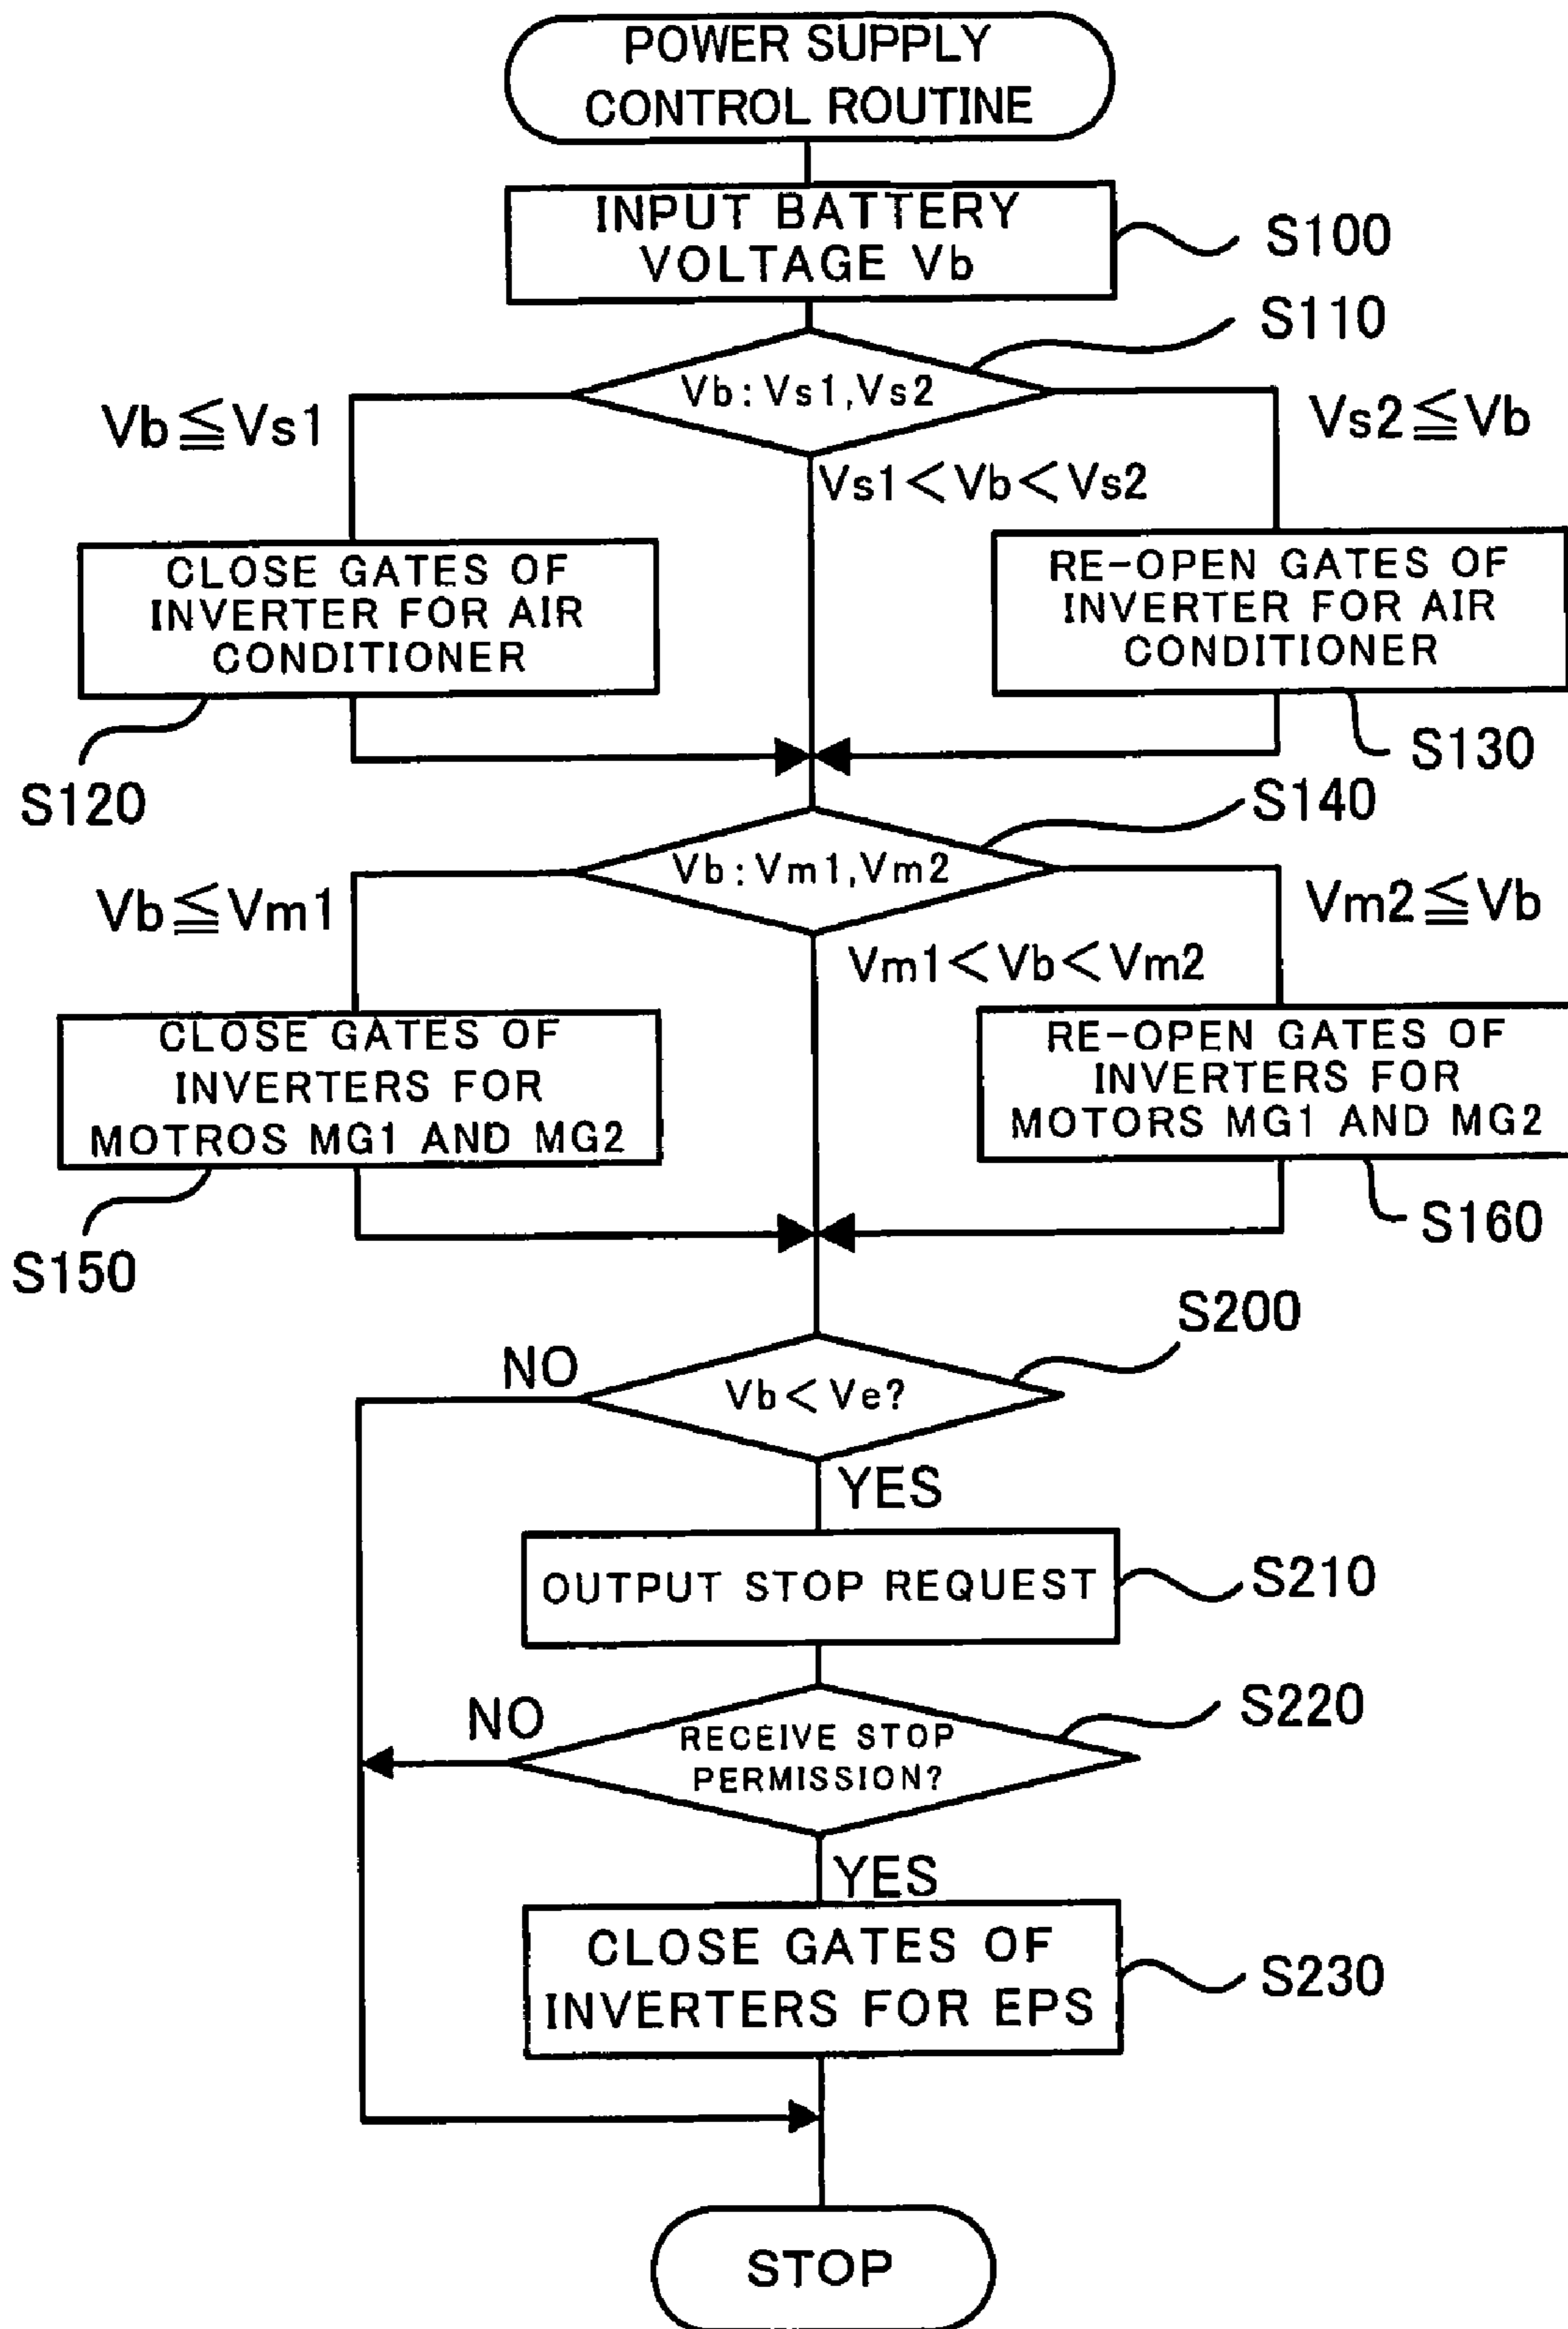 POWER SUPPLY
CONTROL ROUTINE
INPUT BATTERY
VOLTAGE Vb
S100
S110
Vb:Vs1,Vs2
Vb≦Vs1
Vs2≦Vb
Vs1<Vb<Vs2
CLOSE GATES OF
INVERTER FOR AIR
CONDITIONER
RE-OPEN GATES OF
INVERTER FOR AIR
CONDITIONER
S120
S130
S140
Vb:Vm1,Vm2
Vb≦Vm1
Vm2≦Vb
Vm1<Vb<Vm2
CLOSE GATES OF
INVERTERS FOR
MOTROS MG1 AND MG2
RE-OPEN GATES OF
INVERTERS FOR
MOTORS MG1 AND MG2
S150
S160
S200
NO
Vb<Ve?
YES
OUTPUT STOP REQUEST
S210
S220
NO
RECEIVE STOP
PERMISSION?
YES
CLOSE GATES OF
INVERTERS FOR EPS
S230
STOP